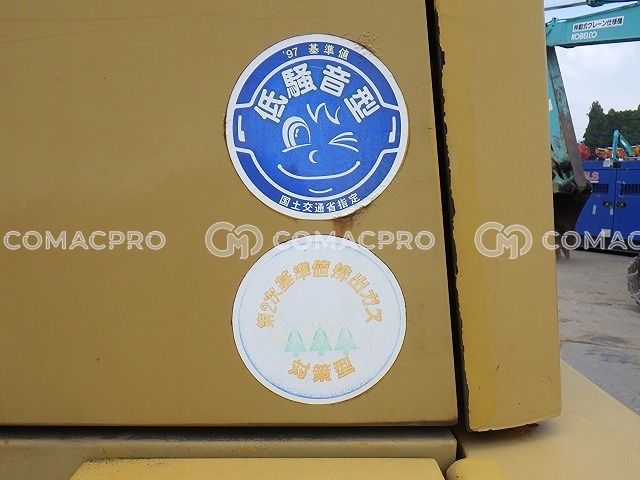 '97 基準値
低騒音型
国土交通省指定
第2次基準値排出ガス
対策型
移動式クレーン仕様機
KOBELCO
COMACPRO
COMACPRO
COMACPRO